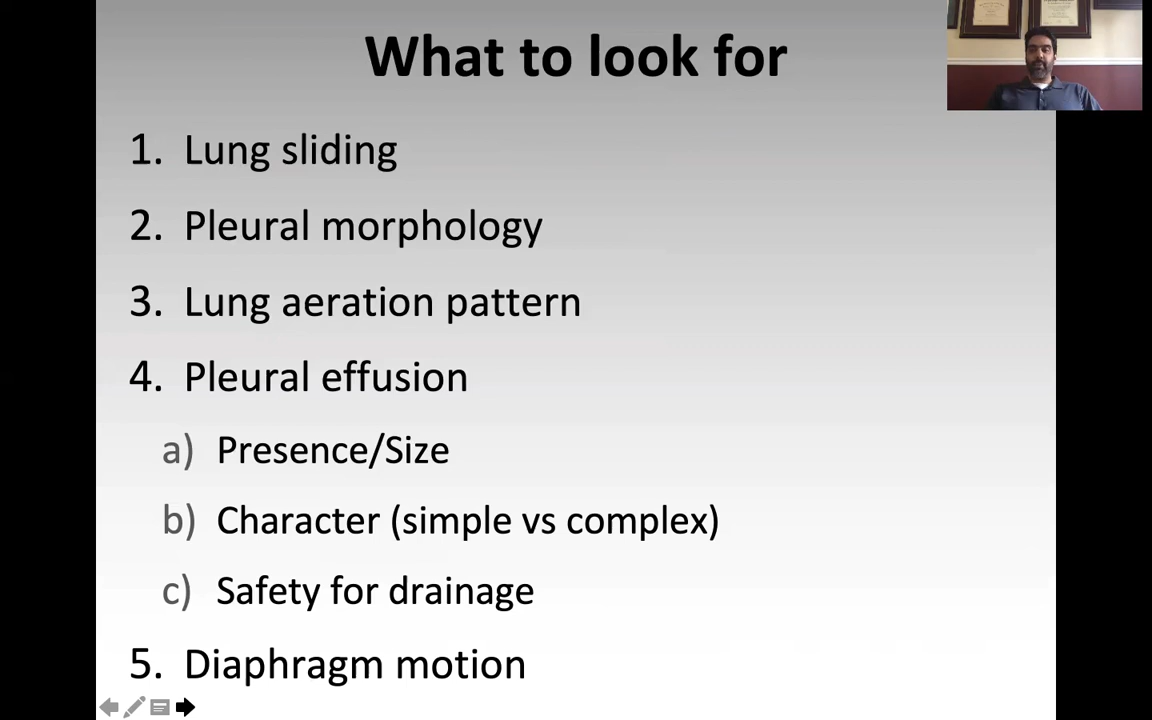 What to look for
1. Lung sliding
2. Pleural morphology
3. Lung aeration pattern
4. Pleural effusion
a) Presence/Size
b) Character (simple vs complex)
c) Safety for drainage
5. Diaphragm motion